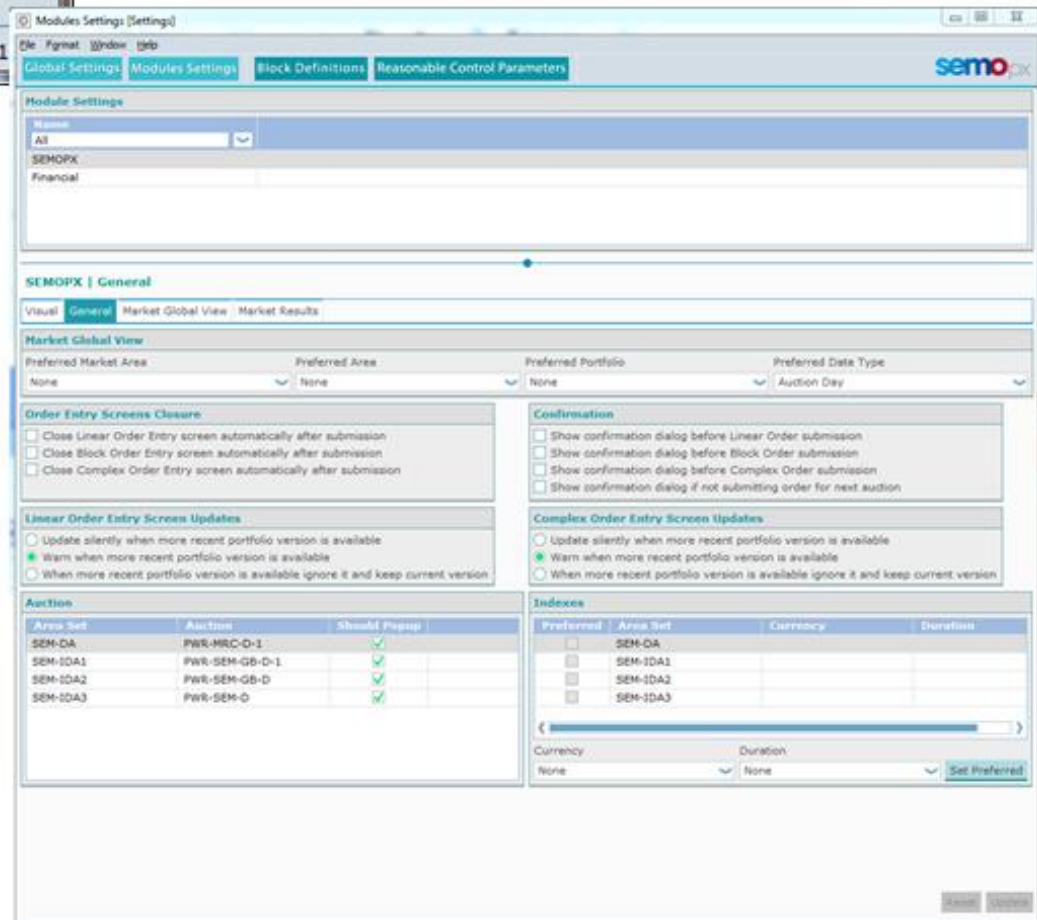 Modules Settings [Settings]
File Format Window Help
Global Settings Modules Settings Block Definitions Reasonable Control Parameters
semopx
Module Settings
Name
All
SEMOPX
Financial
SEMOPX | General
Visual General Market Global View Market Results
Market Global View
Preferred Market Area Preferred Area Preferred Portfolio Preferred Date Type
None None None Auction Day
Order Entry Screens Closure
Close Linear Order Entry screen automatically after submission
Close Block Order Entry screen automatically after submission
Close Complex Order Entry screen automatically after submission
Confirmation
Show confirmation dialog before Linear Order submission
Show confirmation dialog before Block Order submission
Show confirmation dialog before Complex Order submission
Show confirmation dialog if not submitting order for next auction
Linear Order Entry Screen Updates
Update silently when more recent portfolio version is available
Warn when more recent portfolio version is available
When more recent portfolio version is available ignore it and keep current version
Complex Order Entry Screen Updates
Update silently when more recent portfolio version is available
Warn when more recent portfolio version is available
When more recent portfolio version is available ignore it and keep current version
Auction
Area Set Auction Should Popup
SEM-DA PWR-MRC-D-1
SEM-IDA1 PWR-SEM-GB-D-1
SEM-IDA2 PWR-SEM-GB-D
SEM-IDA3 PWR-SEM-D
Indexes
Preferred Area Set Currency Duration
SEM-DA
SEM-IDA1
SEM-IDA2
SEM-IDA3
Currency Duration
None None Set Preferred
Reset Update